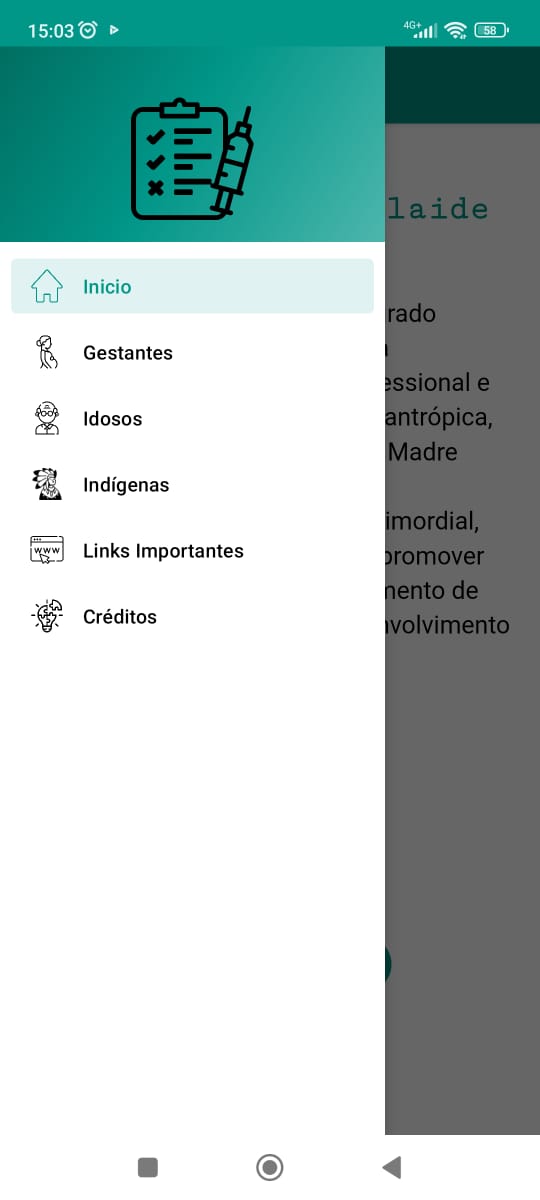 15:03
4G+
58
laide
Inicio
rado
Gestantes
essional e
Idosos
antrópica,
Madre
Indígenas
imordial,
Links Importantes
www
promover
mento de
Créditos
nvolvimento